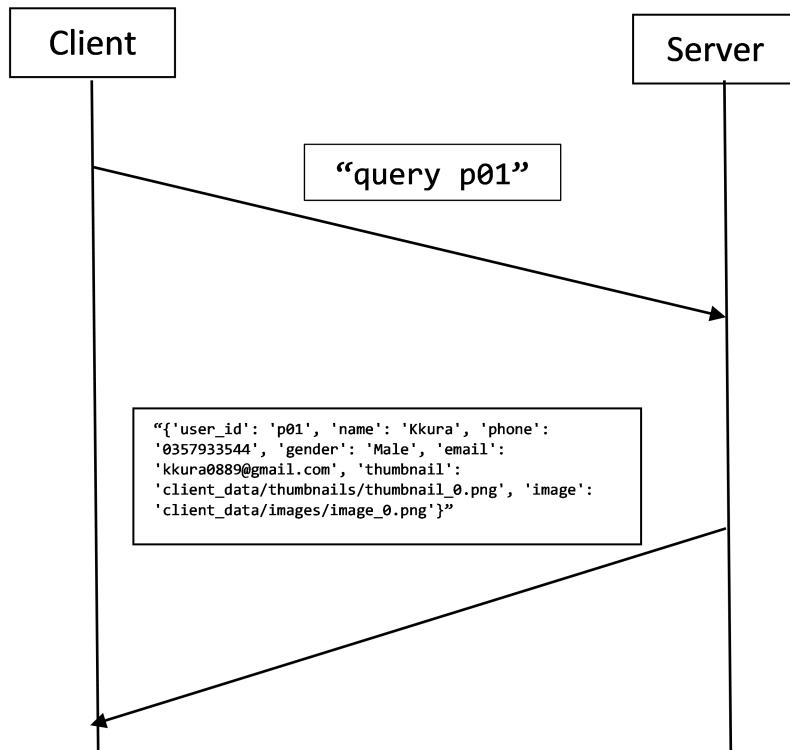 Client
Server
“query p01”
“{'user_id': 'p01', 'name': 'Kkura', 'phone':
'0357933544', 'gender': 'Male', 'email':
'kkura0889@gmail.com', 'thumbnail':
'client_data/thumbnails/thumbnail_0.png', 'image':
'client_data/images/image_0.png'}”